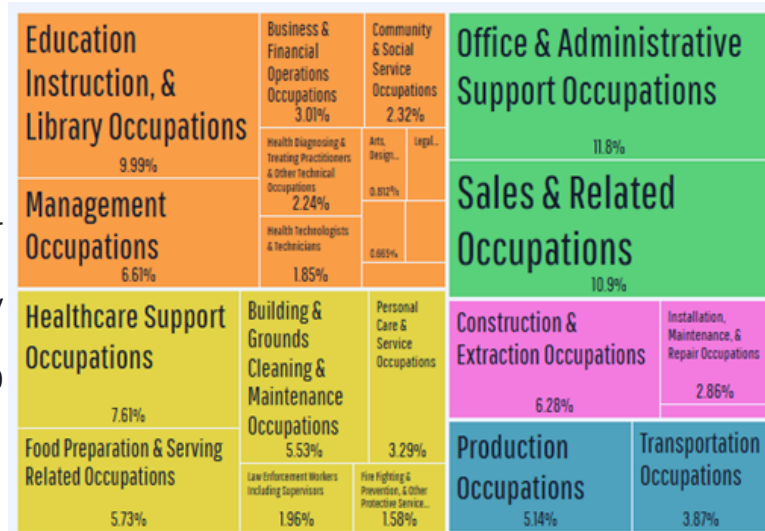 Education
Instruction, &
Library Occupations
9.99%
Management
Occupations
6.61%
Business &
Financial
Operations
Occupations
3.01%
Community
& Social
Service
Occupations
2.32%
Health Diagnosing &
Treating Practitioners
& Other Technical
Occupations
2.24%
Health Technologists
& Technicians
1.85%
Arts,
Design...
0.812%
Legal...
0.665%
Office & Administrative
Support Occupations
11.8%
Sales & Related
Occupations
10.9%
Healthcare Support
Occupations
7.61%
Food Preparation & Serving
Related Occupations
5.73%
Building &
Grounds
Cleaning &
Maintenance
Occupations
5.53%
Personal
Care &
Service
Occupations
3.29%
Law Enforcement Workers
Including Supervisors
1.96%
Fire Fighting &
Prevention, & Other
Protective Service...
1.58%
Construction &
Extraction Occupations
6.28%
Installation,
Maintenance, &
Repair Occupations
2.86%
Production
Occupations
5.14%
Transportation
Occupations
3.87%